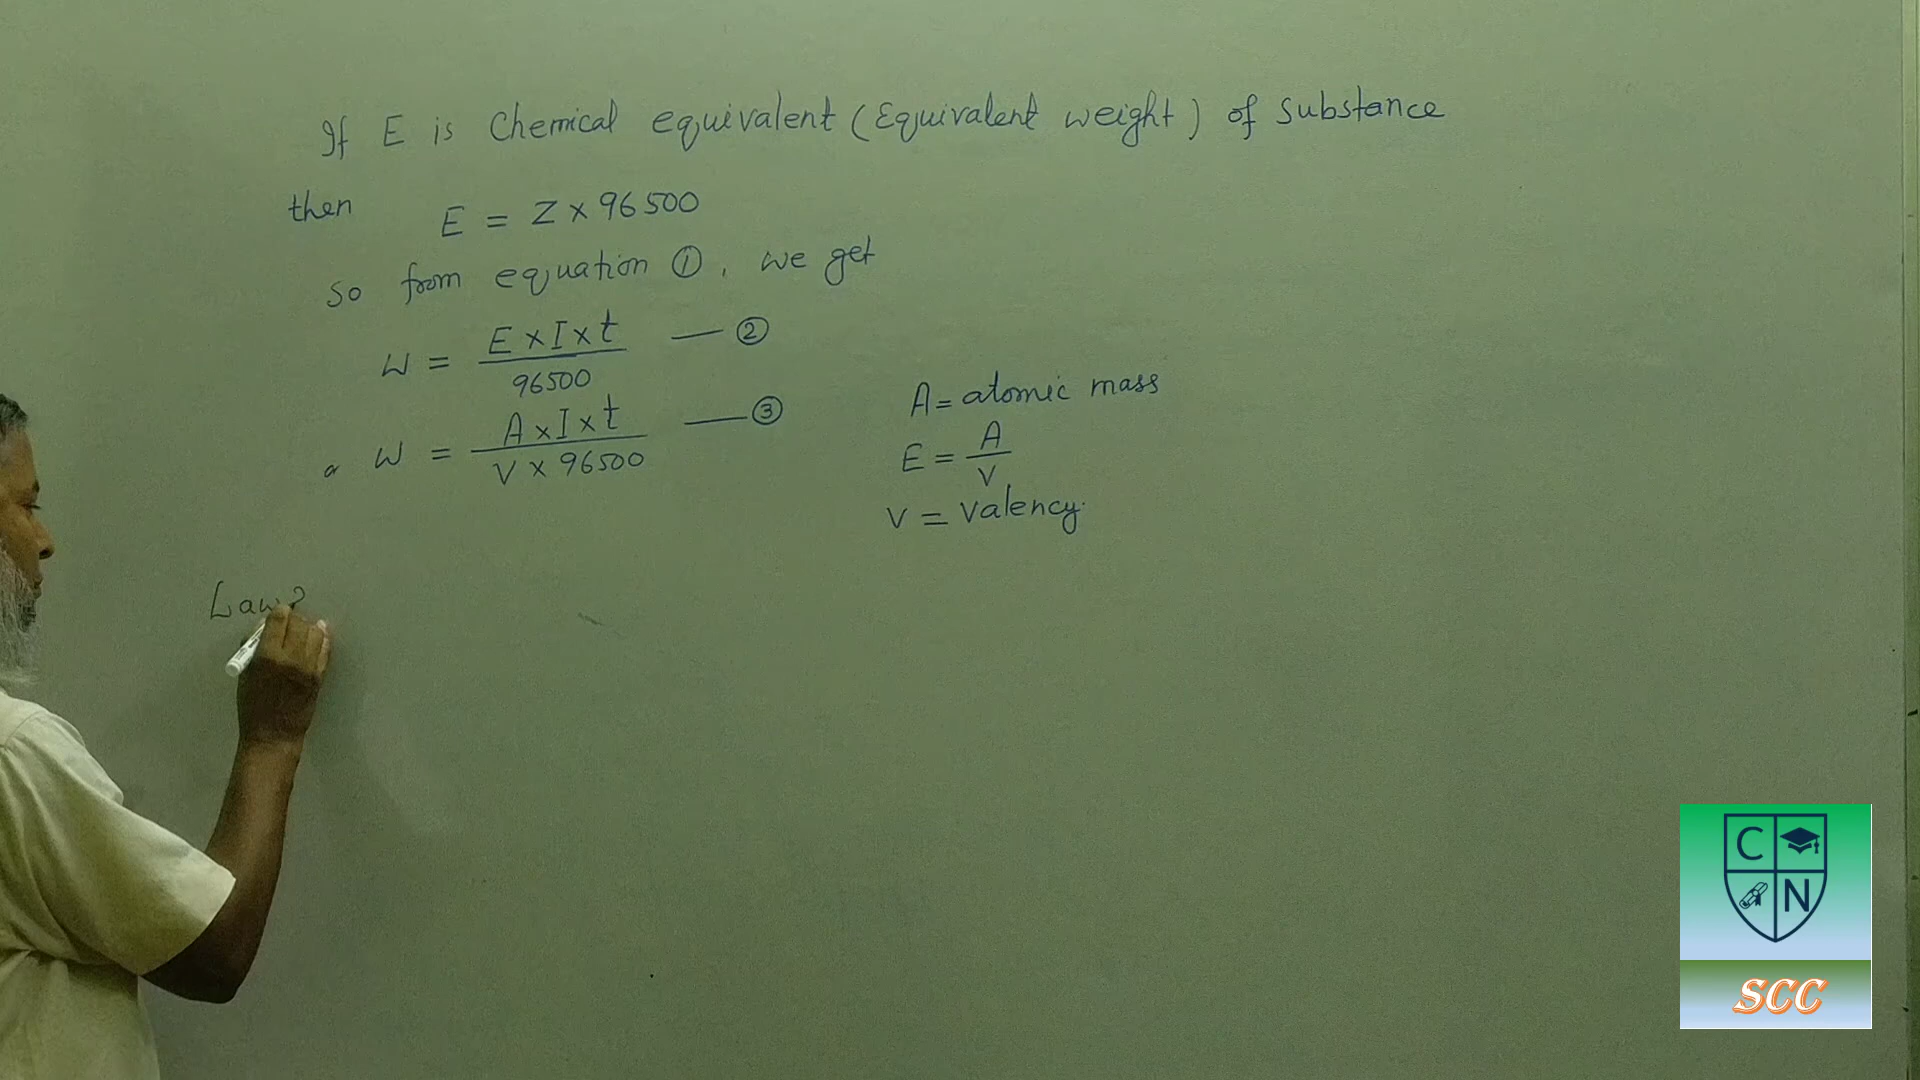 If E is Chemical equivalent (Equivalent weight) of substance
then E = Z × 96500
so from equation ①, we get
W = E × I × t / 96500 — ②
W = A × I × t / V × 96500 — ③
A = atomic mass
E = A / V
V = Valency.
Law
C
N
SCC